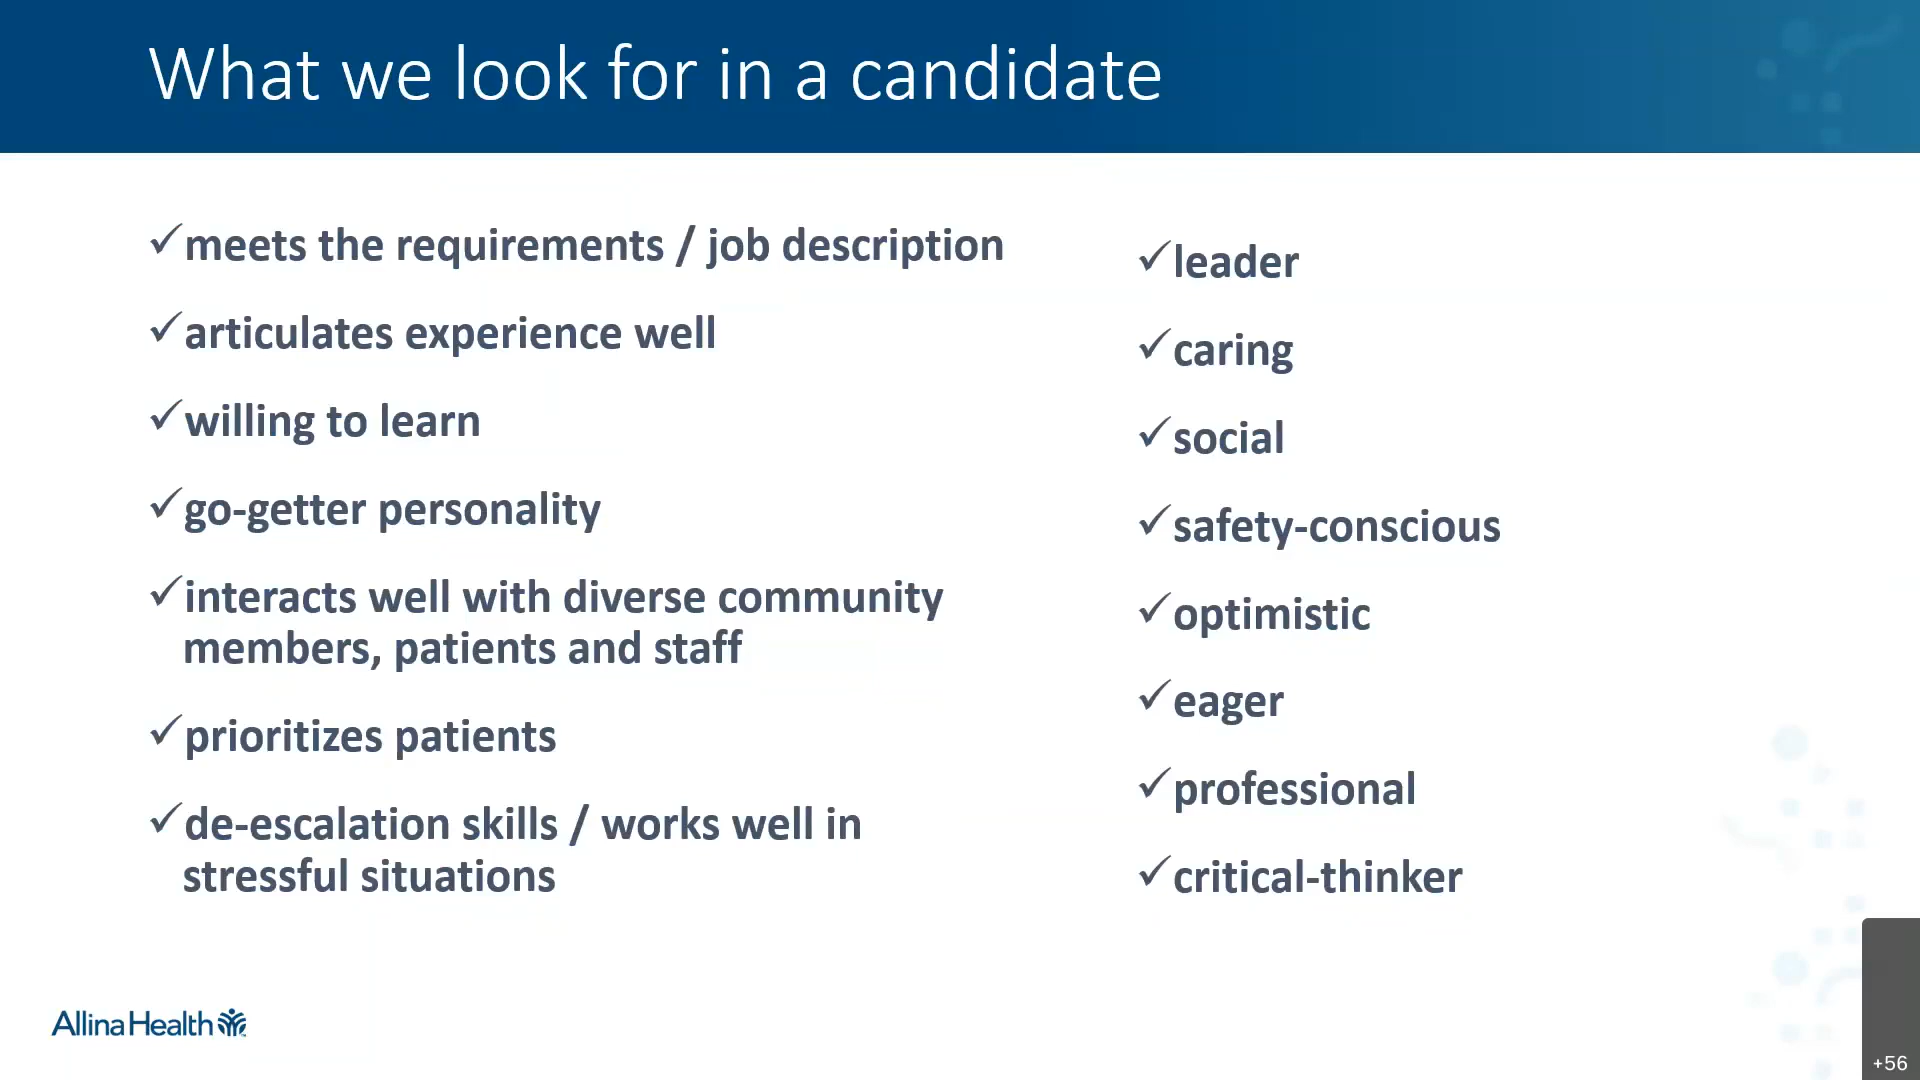 What we look for in a candidate
✓meets the requirements / job description
✓articulates experience well
✓willing to learn
✓go-getter personality
✓interacts well with diverse community
members, patients and staff
✓prioritizes patients
✓de-escalation skills / works well in
stressful situations
✓leader
✓caring
✓social
✓safety-conscious
✓optimistic
✓eager
✓professional
✓critical-thinker
Allina Health
+56